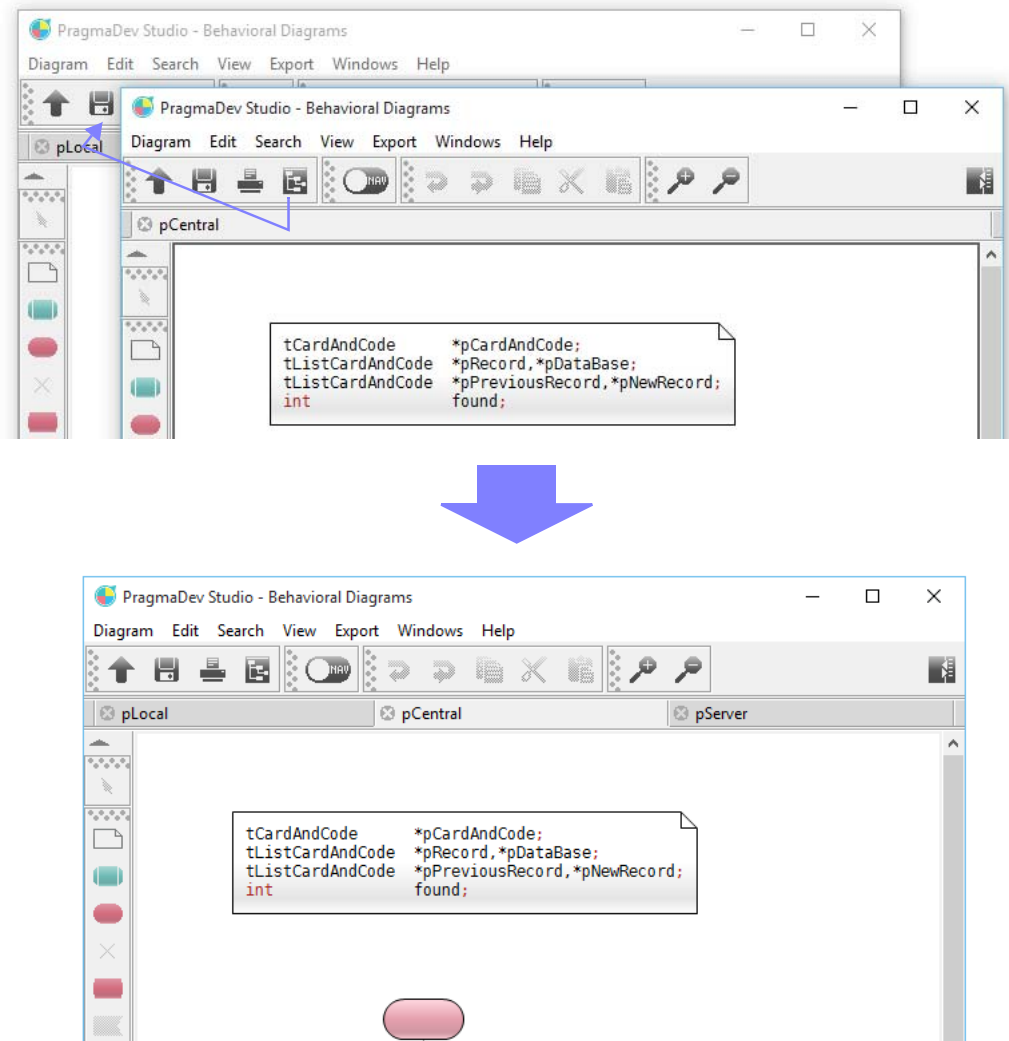 PragmaDev Studio - Behavioral Diagrams
Diagram Edit Search View Export Windows Help
pLocal
PragmaDev Studio - Behavioral Diagrams
Diagram Edit Search View Export Windows Help
NAV
pCentral
tCardAndCode *pCardAndCode;
tListCardAndCode *pRecord,*pDataBase;
tListCardAndCode *pPreviousRecord,*pNewRecord;
int found;
PragmaDev Studio - Behavioral Diagrams
Diagram Edit Search View Export Windows Help
NAV
pLocal pCentral pServer
tCardAndCode *pCardAndCode;
tListCardAndCode *pRecord,*pDataBase;
tListCardAndCode *pPreviousRecord,*pNewRecord;
int found;